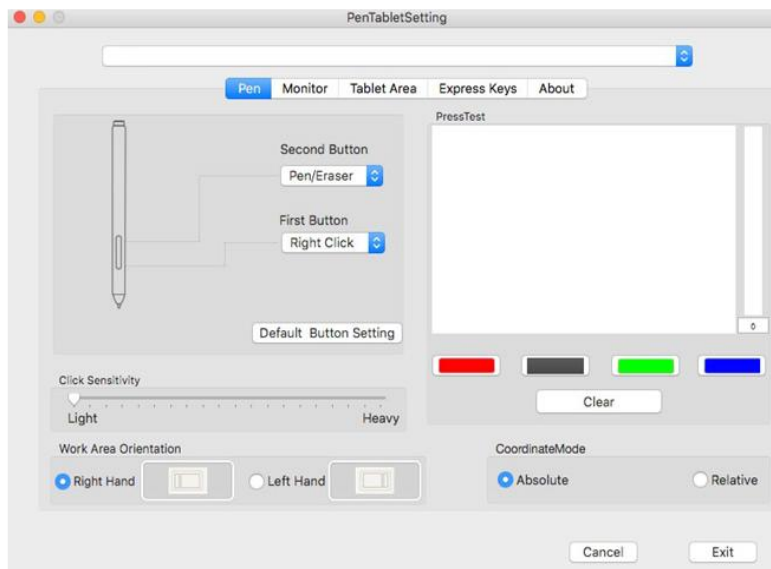 PenTabletSetting
Pen Monitor Tablet Area Express Keys About
Second Button
Pen/Eraser
First Button
Right Click
Default Button Setting
PressTest
0
Clear
Click Sensitivity
Light Heavy
Work Area Orientation
Right Hand Left Hand
CoordinateMode
Absolute Relative
Cancel Exit